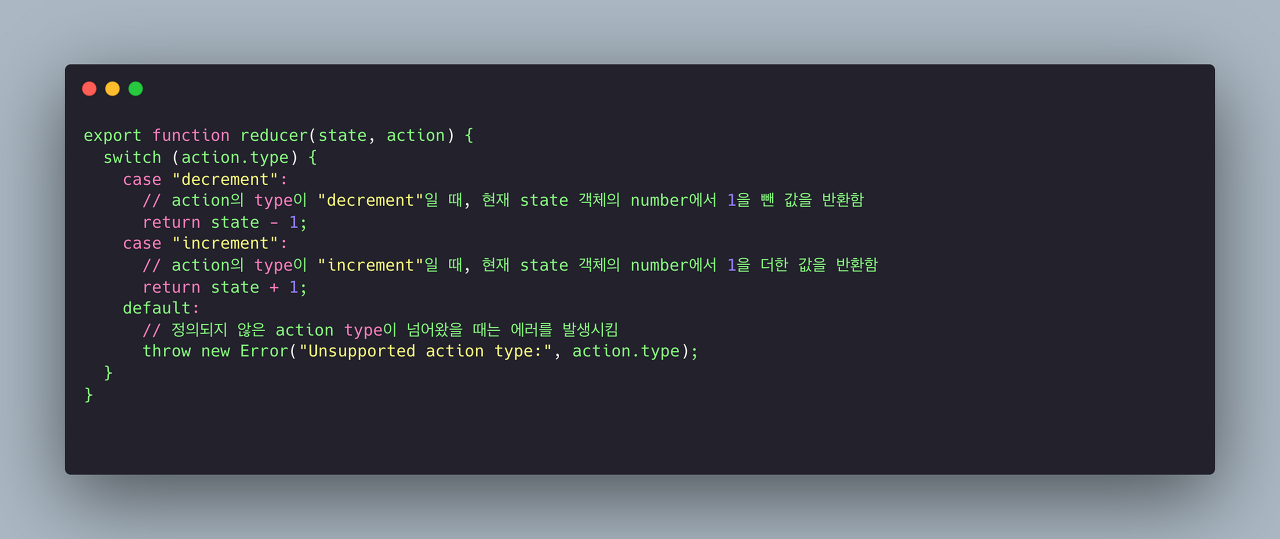 export function reducer(state, action) {
  switch (action.type) {
    case "decrement":
      // action의 type이 "decrement"일 때, 현재 state 객체의 number에서 1을 뺀 값을 반환함
      return state - 1;
    case "increment":
      // action의 type이 "increment"일 때, 현재 state 객체의 number에서 1을 더한 값을 반환함
      return state + 1;
    default:
      // 정의되지 않은 action type이 넘어왔을 때는 에러를 발생시킴
      throw new Error("Unsupported action type:", action.type);
  }
}